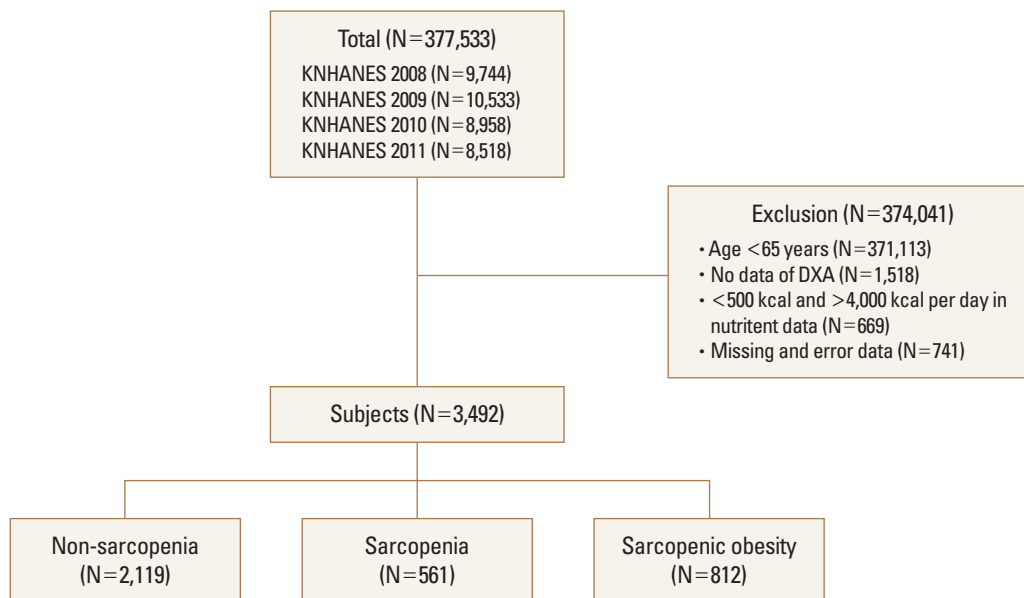 Total (N=377,533)
KNHANES 2008 (N=9,744)
KNHANES 2009 (N=10,533)
KNHANES 2010 (N=8,958)
KNHANES 2011 (N=8,518)
Exclusion (N=374,041)
• Age <65 years (N=371,113)
• No data of DXA (N=1,518)
• <500 kcal and >4,000 kcal per day in
nutritent data (N=669)
• Missing and error data (N=741)
Subjects (N=3,492)
Non-sarcopenia
(N=2,119)
Sarcopenia
(N=561)
Sarcopenic obesity
(N=812)